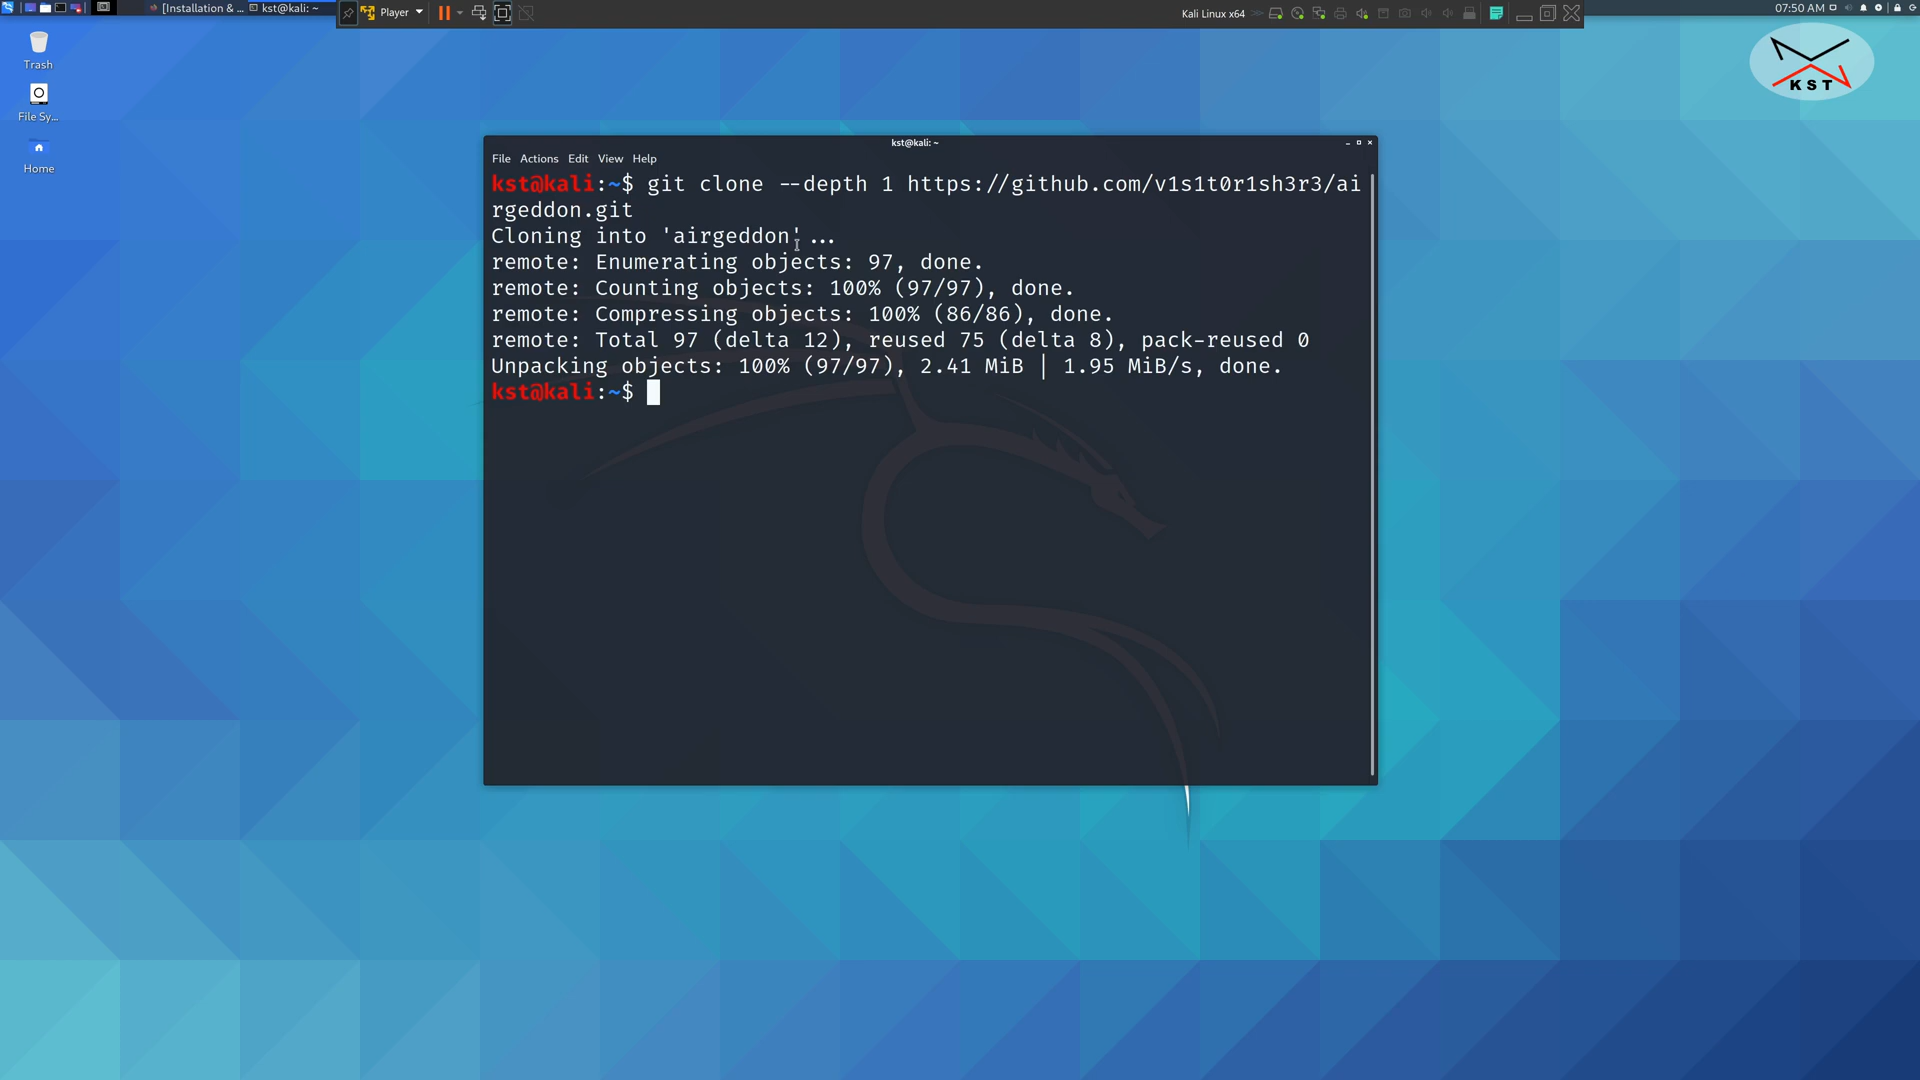 [Installation & ...
kst@kali: ~
Player
Kali Linux x64
07:50 AM
Trash
File Sy...
Home
KST
kst@kali: ~
File Actions Edit View Help
kst@kali:~$ git clone --depth 1 https://github.com/v1s1t0r1sh3r3/ai
rgeddon.git
Cloning into 'airgeddon'...
remote: Enumerating objects: 97, done.
remote: Counting objects: 100% (97/97), done.
remote: Compressing objects: 100% (86/86), done.
remote: Total 97 (delta 12), reused 75 (delta 8), pack-reused 0
Unpacking objects: 100% (97/97), 2.41 MiB | 1.95 MiB/s, done.
kst@kali:~$